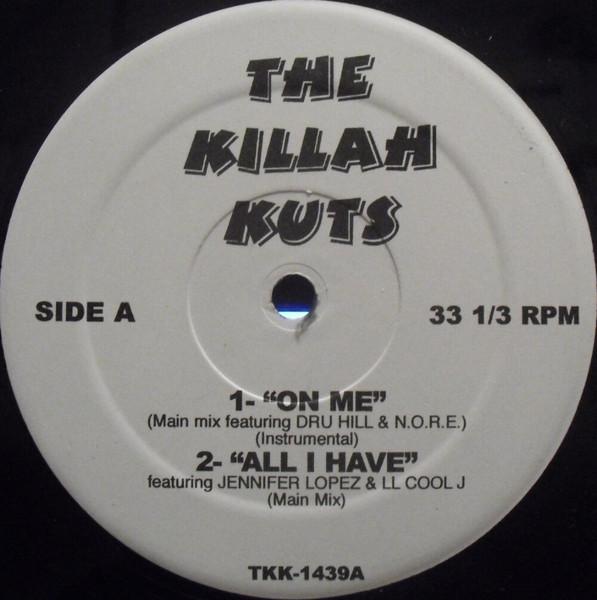 THE
KILLAH
KUTS
SIDE A
33 1/3 RPM
1- “ON ME”
(Main mix featuring DRU HILL & N.O.R.E.)
(Instrumental)
2- “ALL I HAVE”
featuring JENNIFER LOPEZ & LL COOL J
(Main Mix)
TKK-1439A